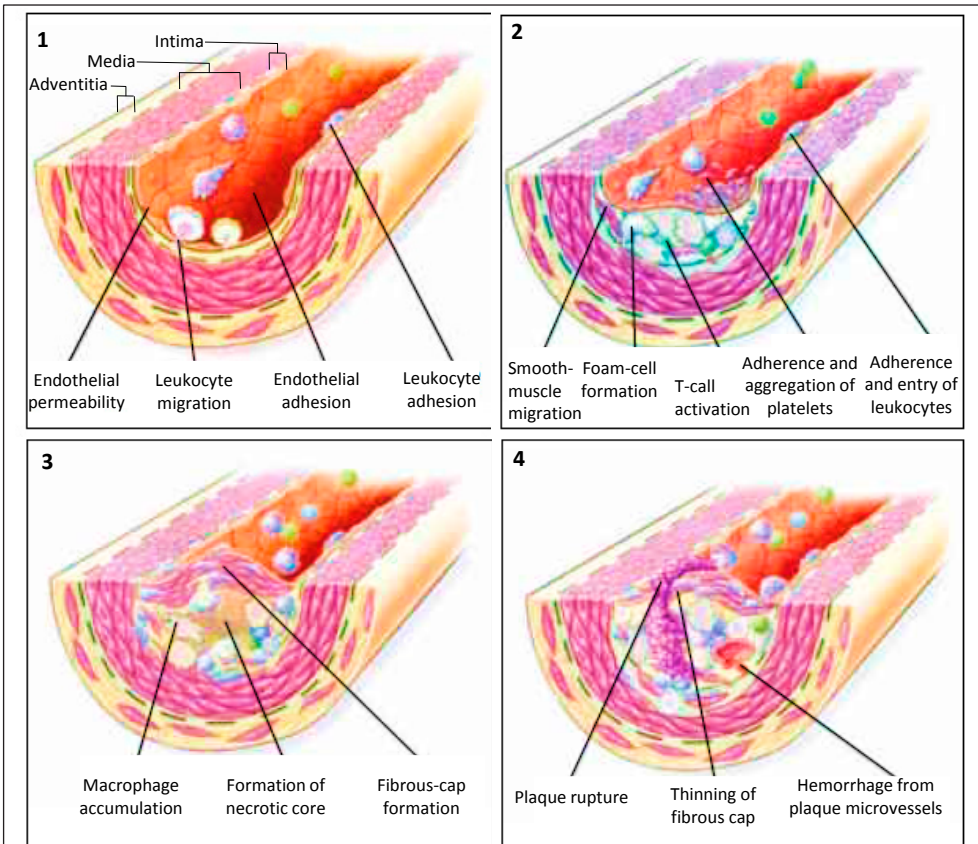 1
Intima
Media
Adventitia
Endothelial
permeability
Leukocyte
migration
Endothelial
adhesion
Leukocyte
adhesion
2
Smooth-
muscle
migration
Foam-cell
formation
T-call
activation
Adherence and
aggregation of
platelets
Adherence
and entry of
leukocytes
3
Macrophage
accumulation
Formation of
necrotic core
Fibrous-cap
formation
4
Plaque rupture
Thinning of
fibrous cap
Hemorrhage from
plaque microvessels